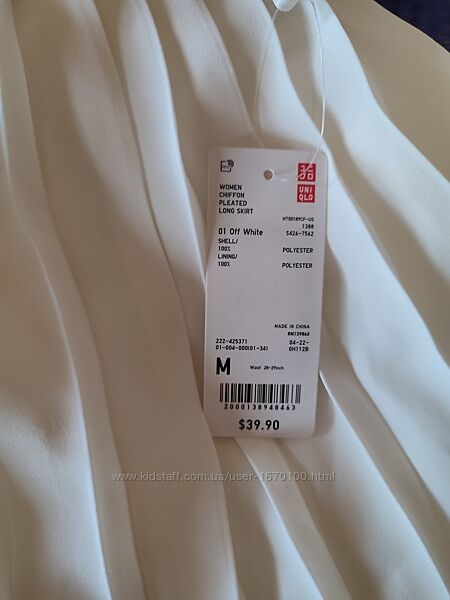 WOMEN
CHIFFON
PLEATED
LONG SKIRT
UNI
QLO
HT00189CF-US
1388
01 Off White S426-7562
SHELL/
100% POLYESTER
LINING/
100% POLYESTER
MADE IN CHINA
RN139864
222-425371 04-22-
01-004-000(01-34) 0H112B
M Waist 28-29inch
2000138948463
$39.90
www.kidstaff.com.ua/user-1670100.html